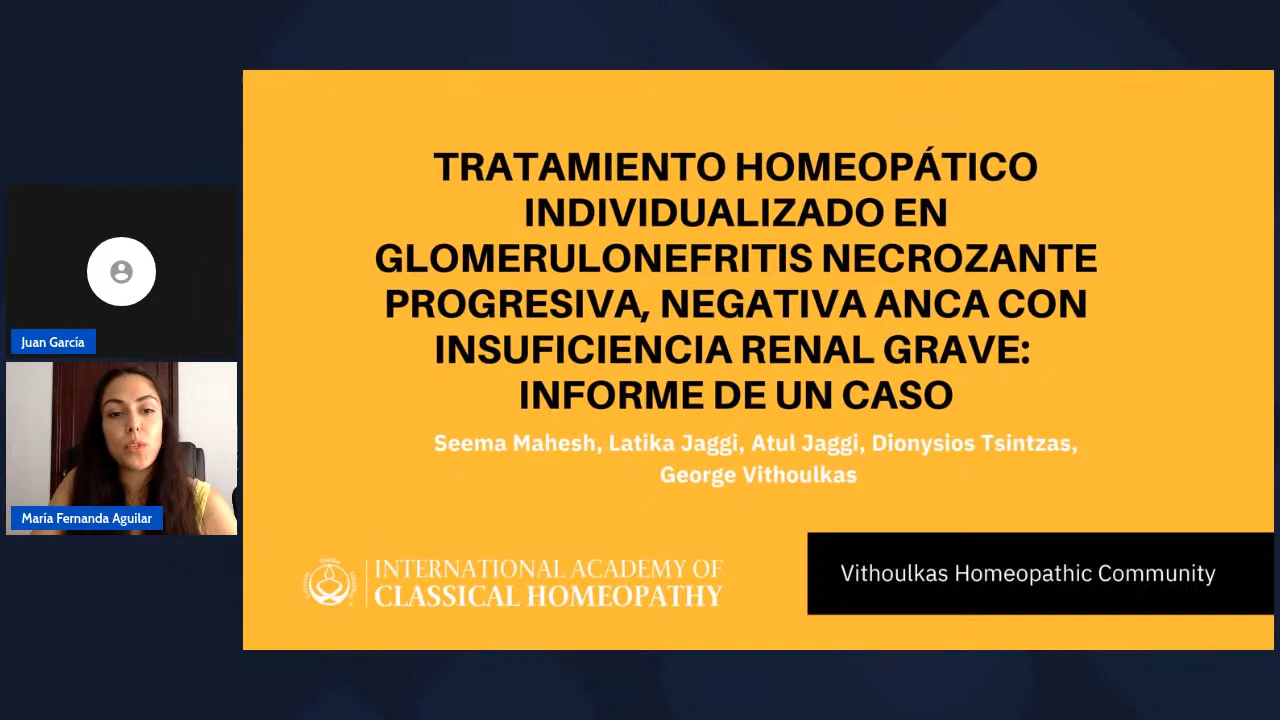 TRATAMIENTO HOMEOPÁTICO
INDIVIDUALIZADO EN
GLOMERULONEFRITIS NECROZANTE
PROGRESIVA, NEGATIVA ANCA CON
INSUFICIENCIA RENAL GRAVE:
INFORME DE UN CASO
Seema Mahesh, Latika Jaggi, Atul Jaggi, Dionysios Tsintzas,
George Vithoulkas
INTERNATIONAL ACADEMY OF
CLASSICAL HOMEOPATHY
Vithoulkas Homeopathic Community
Juan García
María Fernanda Aguilar